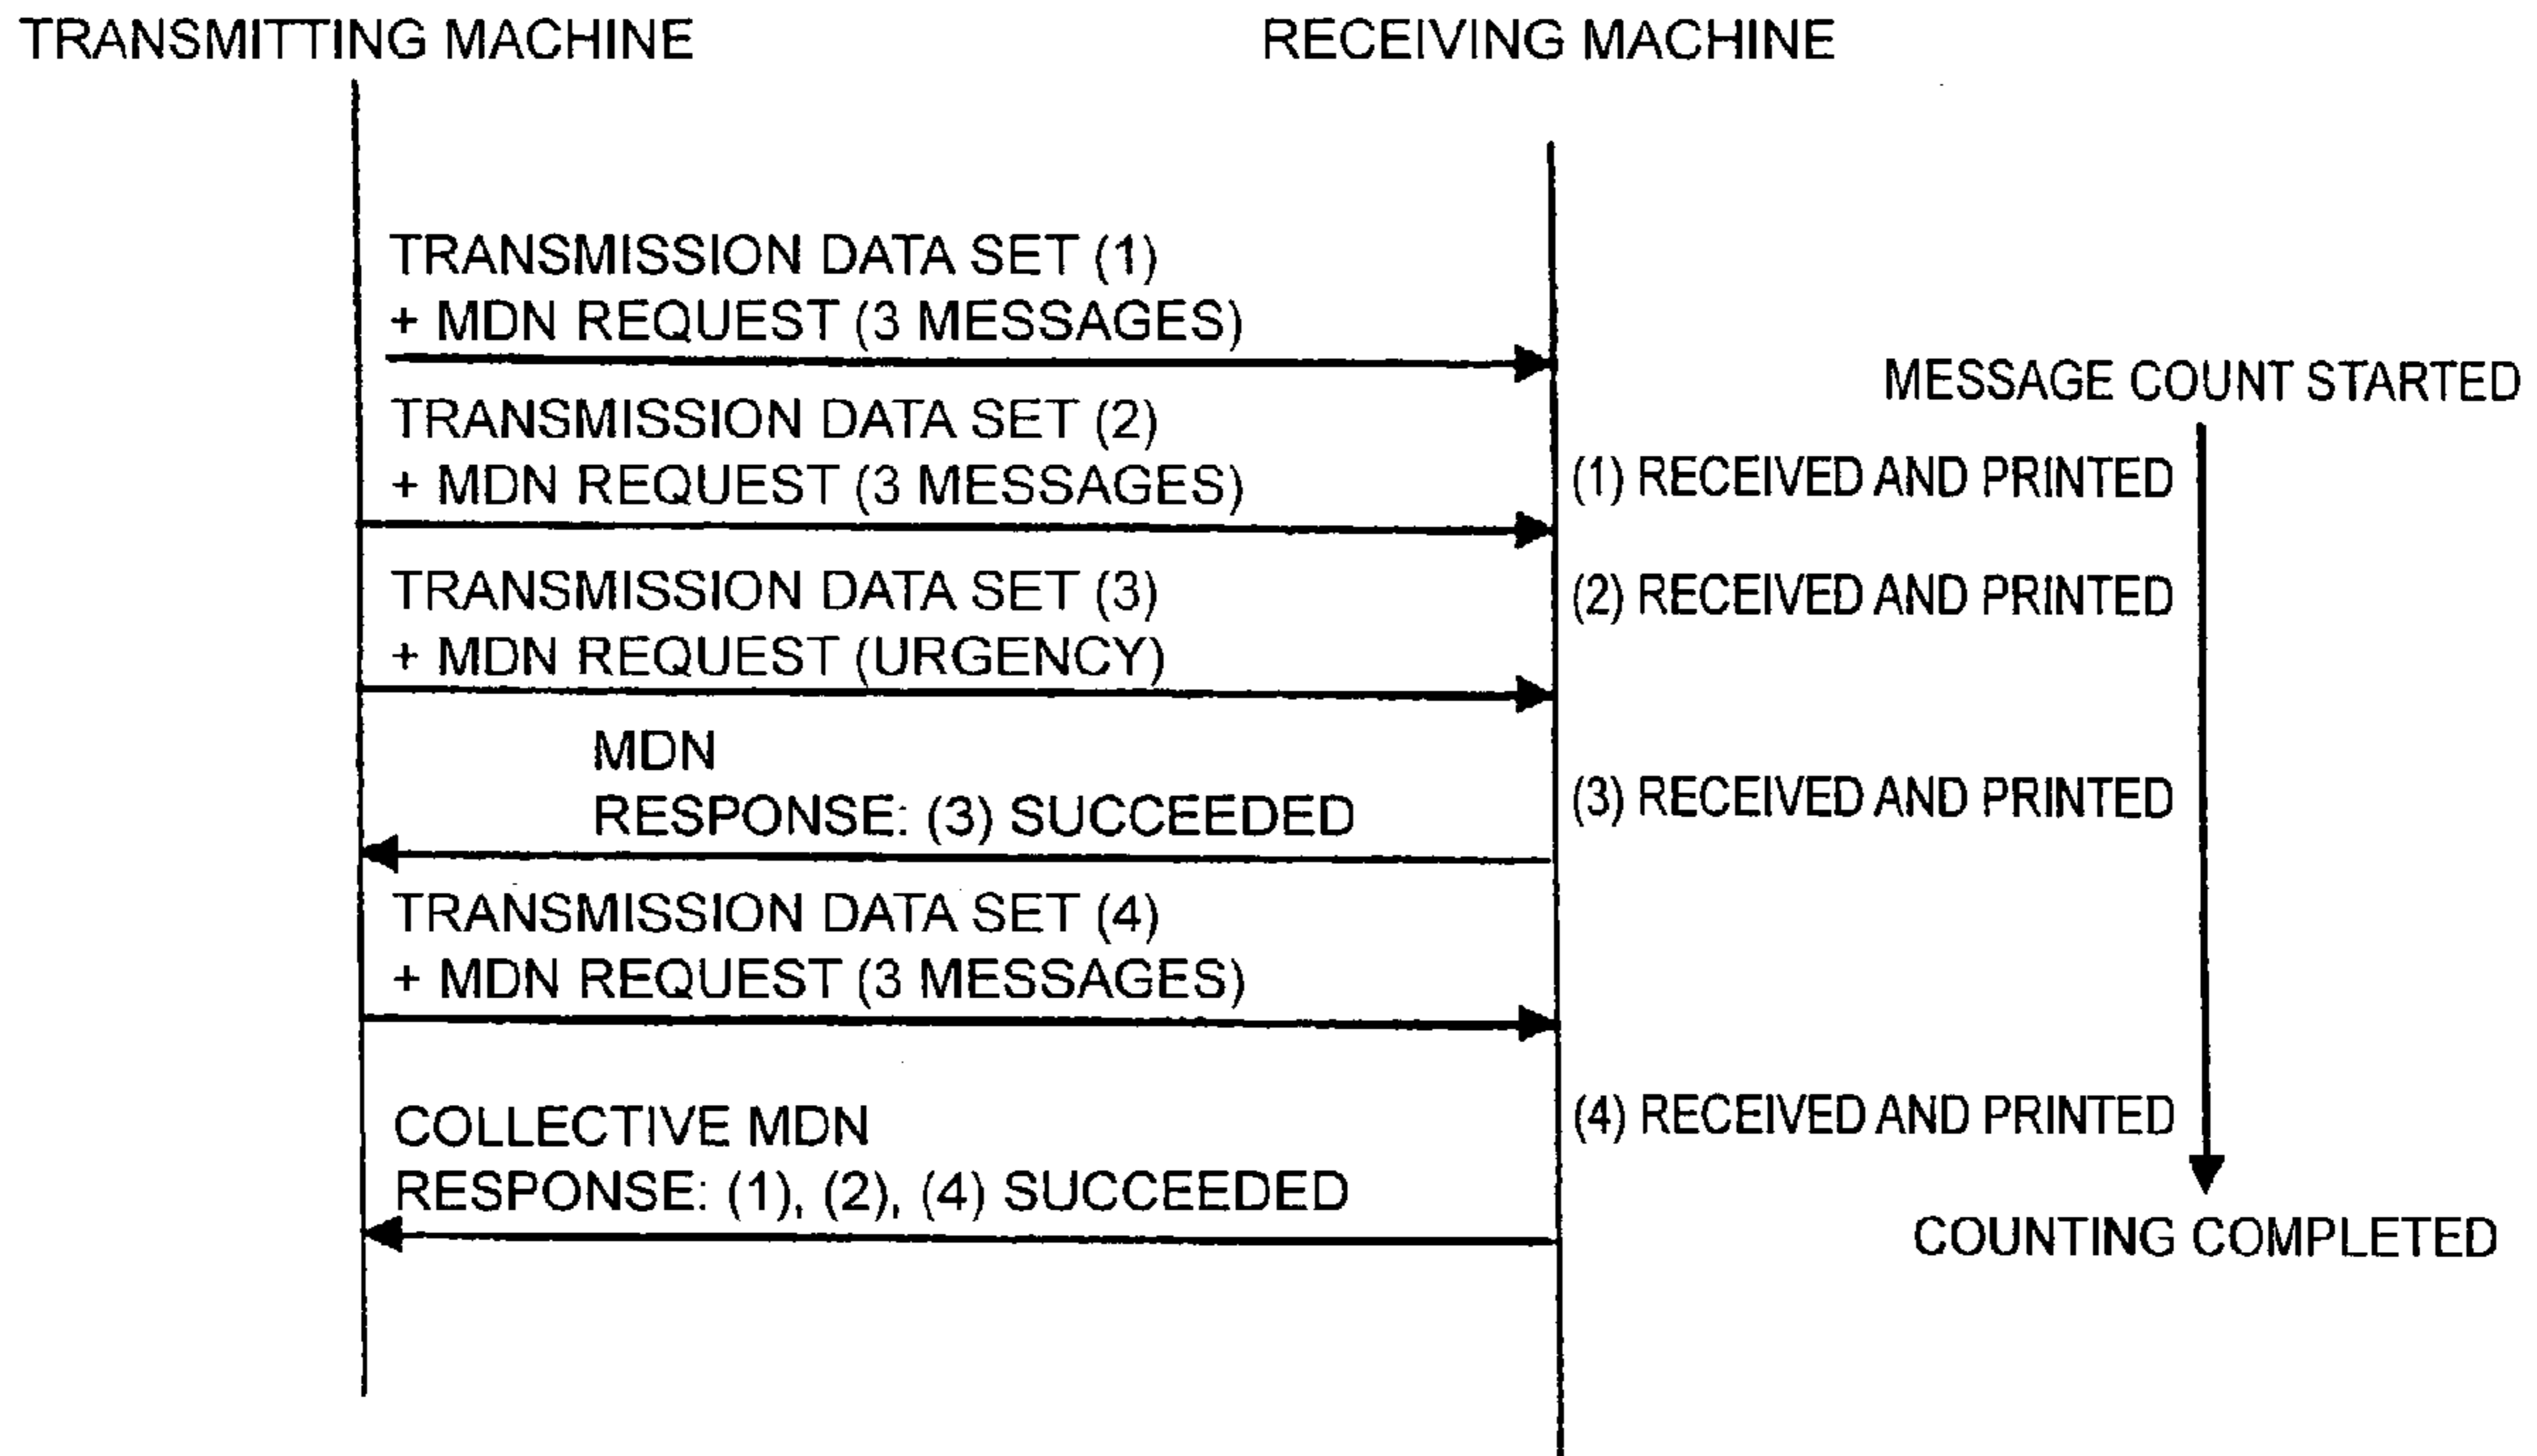 TRANSMITTING MACHINE
RECEIVING MACHINE
TRANSMISSION DATA SET (1)
+ MDN REQUEST (3 MESSAGES)
MESSAGE COUNT STARTED
TRANSMISSION DATA SET (2)
+ MDN REQUEST (3 MESSAGES)
(1) RECEIVED AND PRINTED
TRANSMISSION DATA SET (3)
+ MDN REQUEST (URGENCY)
(2) RECEIVED AND PRINTED
MDN
RESPONSE: (3) SUCCEEDED
(3) RECEIVED AND PRINTED
TRANSMISSION DATA SET (4)
+ MDN REQUEST (3 MESSAGES)
COLLECTIVE MDN
RESPONSE: (1), (2), (4) SUCCEEDED
(4) RECEIVED AND PRINTED
COUNTING COMPLETED